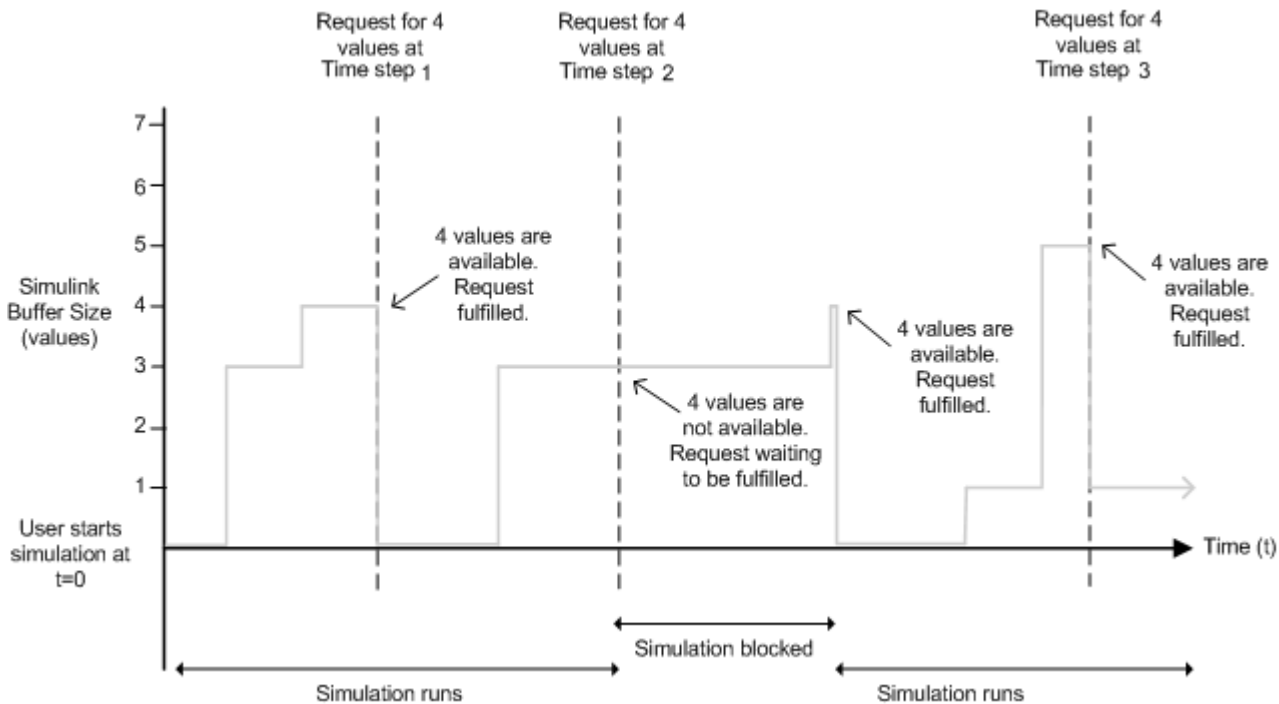 Request for 4
values at
Time step 1
Request for 4
values at
Time step 2
Request for 4
values at
Time step 3
7
6
5
4
3
2
1
Simulink
Buffer Size
(values)
4 values are
available.
Request
fulfilled.
4 values are
not available.
Request waiting
to be fulfilled.
4 values are
available.
Request
fulfilled.
4 values are
available.
Request
fulfilled.
User starts
simulation at
t=0
Time (t)
Simulation blocked
Simulation runs
Simulation runs